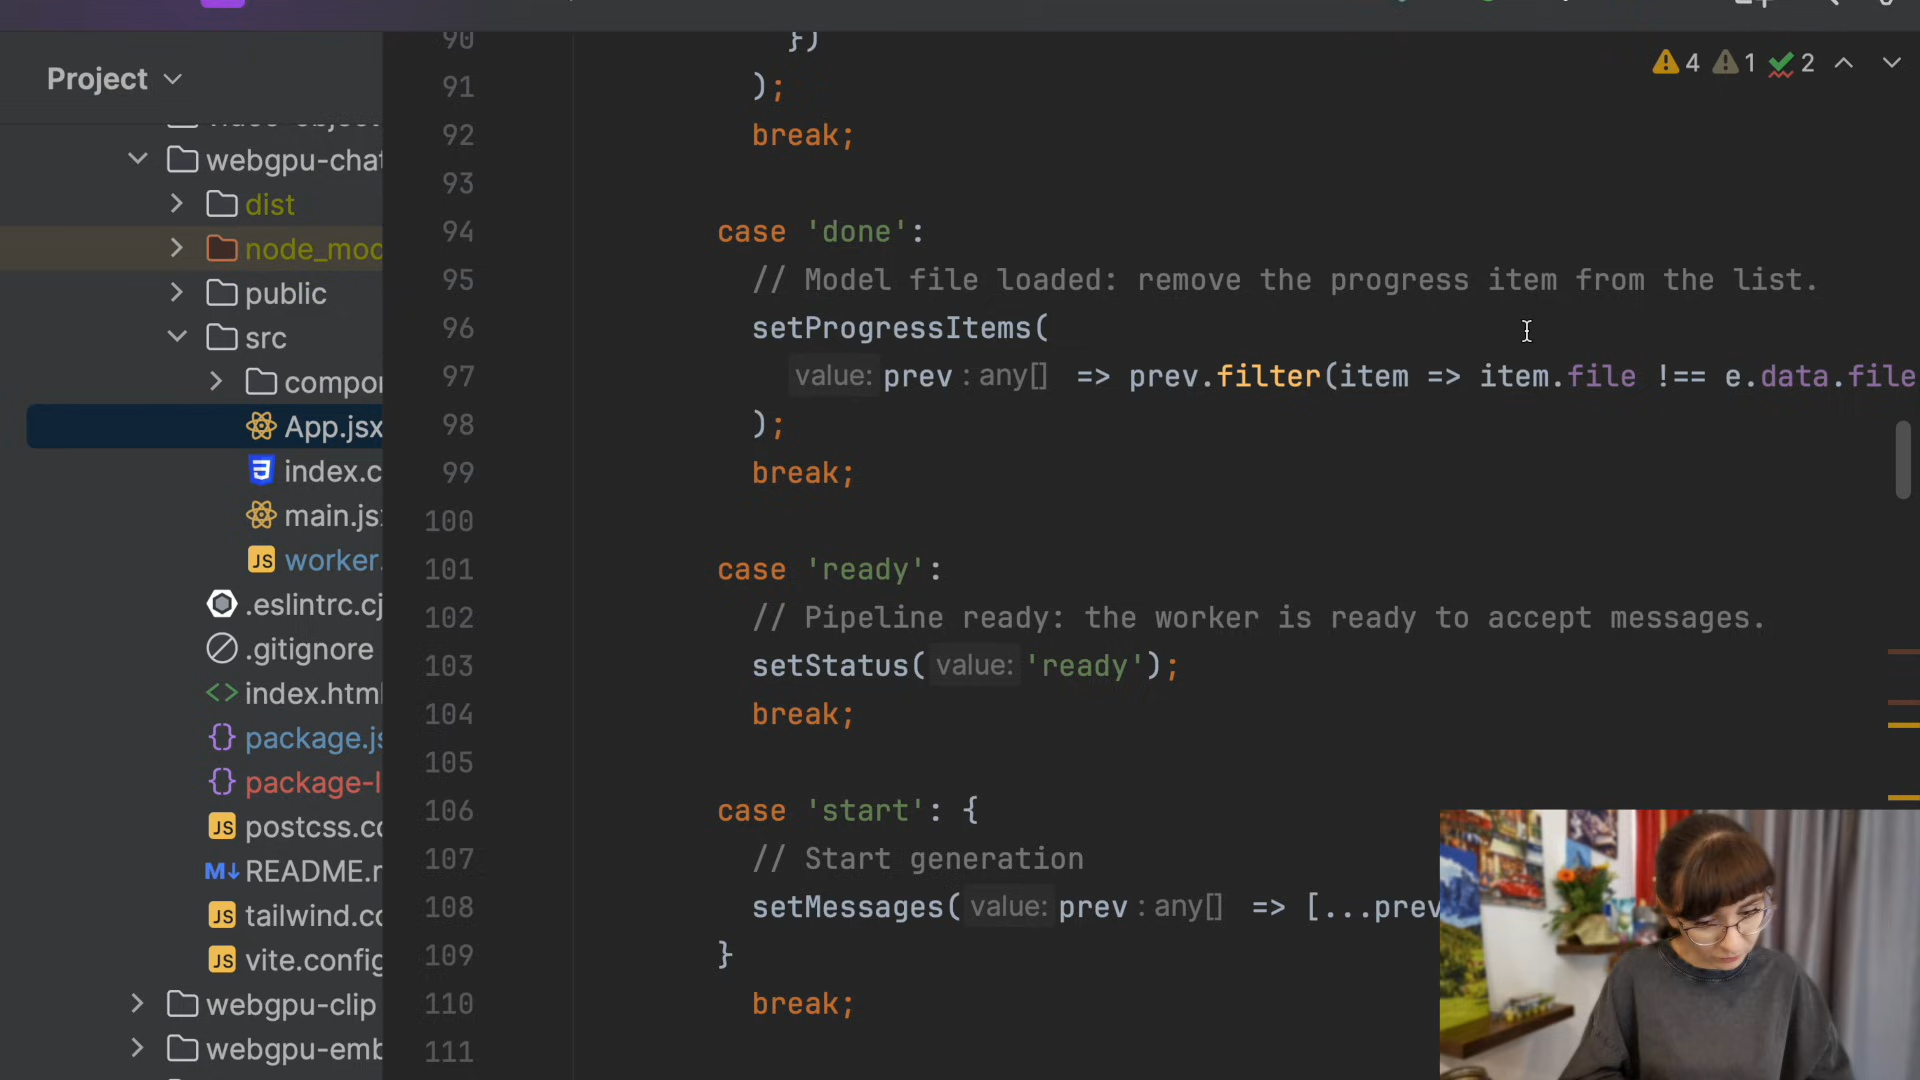 Project
4 1 2
webgpu-chat
dist
node_mod
public
src
compo
App.jsx
index.c
main.js
worker.
.eslintrc.cj
.gitignore
index.html
package.js
package-l
postcss.co
README.
tailwind.co
vite.config
webgpu-clip
webgpu-emb
90 })
91 );
92 break;
93
94 case 'done':
95 // Model file loaded: remove the progress item from the list.
96 setProgressItems(
97 value: prev : any[] => prev.filter(item => item.file !== e.data.file
98 );
99 break;
100
101 case 'ready':
102 // Pipeline ready: the worker is ready to accept messages.
103 setStatus( value: 'ready');
104 break;
105
106 case 'start': {
107 // Start generation
108 setMessages( value: prev : any[] => [...prev
109 }
110 break;
111